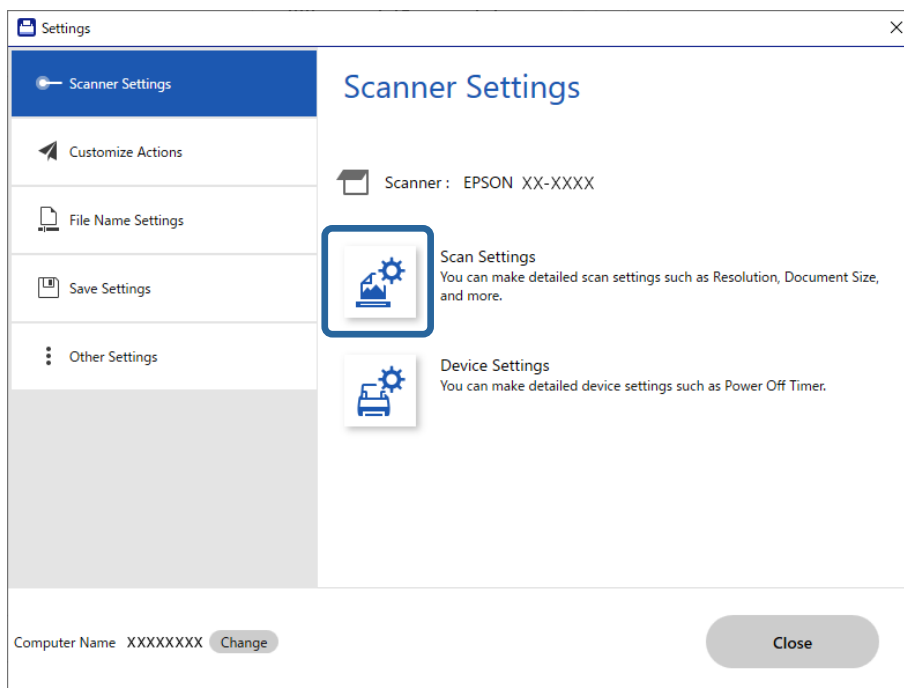 Settings
Scanner Settings
Customize Actions
File Name Settings
Save Settings
Other Settings
Scanner Settings
Scanner : EPSON XX-XXXX
Scan Settings
You can make detailed scan settings such as Resolution, Document Size,
and more.
Device Settings
You can make detailed device settings such as Power Off Timer.
Computer Name XXXXXXXX Change
Close